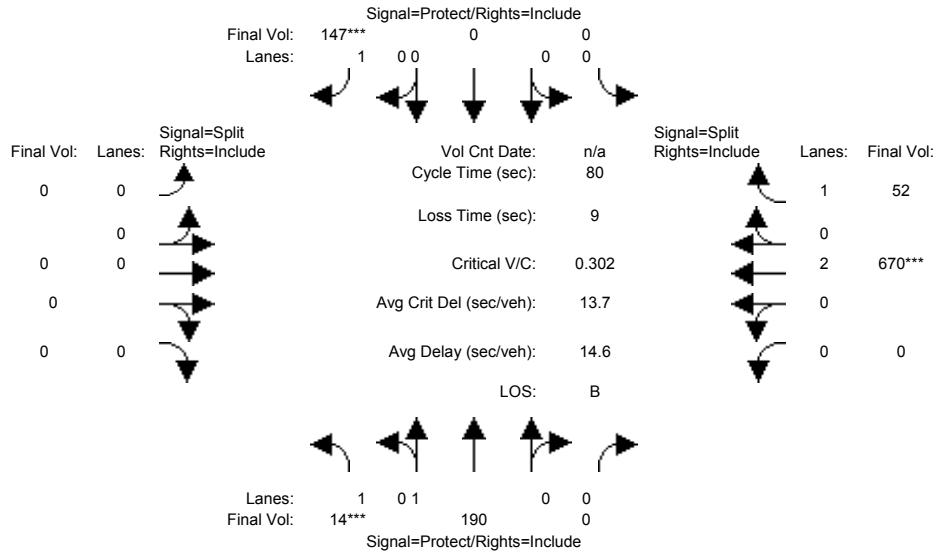 Signal=Protect/Rights=Include
Final Vol: 147*** 0 0
Lanes: 1 0 0 0 0
Signal=Split Signal=Split
Final Vol: Lanes: Rights=Include Vol Cnt Date: n/a Rights=Include Lanes: Final Vol:
Cycle Time (sec): 80
0 0 1 52
Loss Time (sec): 9
0 0
0 0 Critical V/C: 0.302 2 670***
0 Avg Crit Del (sec/veh): 13.7 0
0 0 Avg Delay (sec/veh): 14.6 0 0
LOS: B
Lanes: 1 0 1 0 0
Final Vol: 14*** 190 0
Signal=Protect/Rights=Include